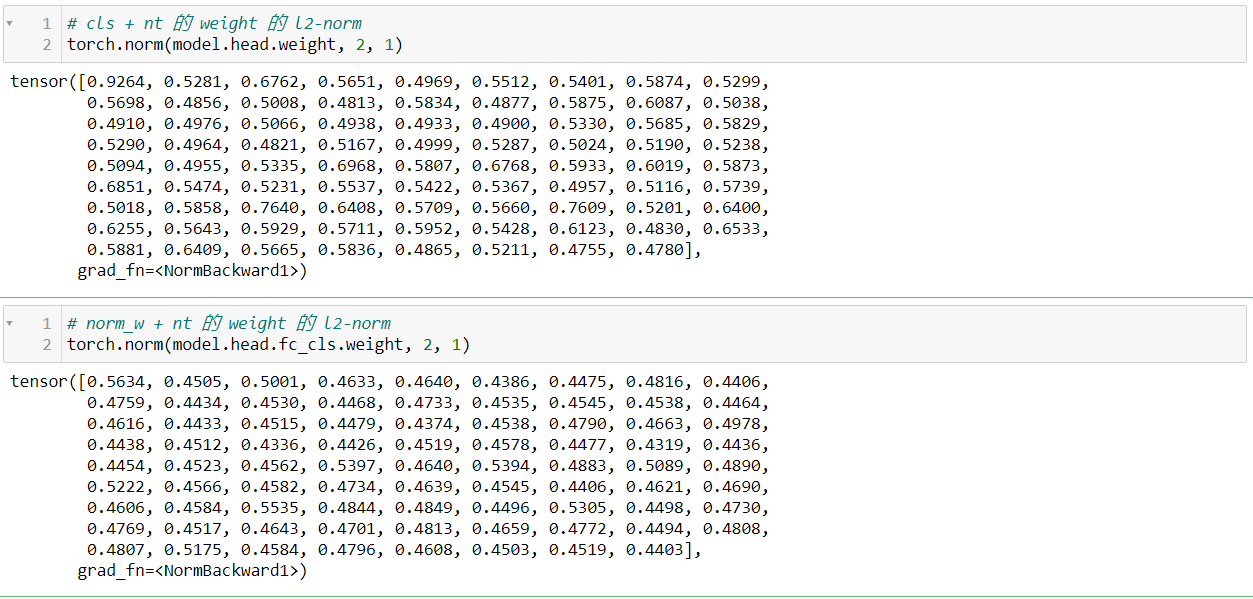 1 # cls + nt 的 weight 的 l2-norm
2 torch.norm(model.head.weight, 2, 1)
tensor([0.9264, 0.5281, 0.6762, 0.5651, 0.4969, 0.5512, 0.5401, 0.5874, 0.5299,
0.5698, 0.4856, 0.5008, 0.4813, 0.5834, 0.4877, 0.5875, 0.6087, 0.5038,
0.4910, 0.4976, 0.5066, 0.4938, 0.4933, 0.4900, 0.5330, 0.5685, 0.5829,
0.5290, 0.4964, 0.4821, 0.5167, 0.4999, 0.5287, 0.5024, 0.5190, 0.5238,
0.5094, 0.4955, 0.5335, 0.6968, 0.5807, 0.6768, 0.5933, 0.6019, 0.5873,
0.6851, 0.5474, 0.5231, 0.5537, 0.5422, 0.5367, 0.4957, 0.5116, 0.5739,
0.5018, 0.5858, 0.7640, 0.6408, 0.5709, 0.5660, 0.7609, 0.5201, 0.6400,
0.6255, 0.5643, 0.5929, 0.5711, 0.5952, 0.5428, 0.6123, 0.4830, 0.6533,
0.5881, 0.6409, 0.5665, 0.5836, 0.4865, 0.5211, 0.4755, 0.4780],
grad_fn=<NormBackward1>)
1 # norm_w + nt 的 weight 的 l2-norm
2 torch.norm(model.head.fc_cls.weight, 2, 1)
tensor([0.5634, 0.4505, 0.5001, 0.4633, 0.4640, 0.4386, 0.4475, 0.4816, 0.4406,
0.4759, 0.4434, 0.4530, 0.4468, 0.4733, 0.4535, 0.4545, 0.4538, 0.4464,
0.4616, 0.4433, 0.4515, 0.4479, 0.4374, 0.4538, 0.4790, 0.4663, 0.4978,
0.4438, 0.4512, 0.4336, 0.4426, 0.4519, 0.4578, 0.4477, 0.4319, 0.4436,
0.4454, 0.4523, 0.4562, 0.5397, 0.4640, 0.5394, 0.4883, 0.5089, 0.4890,
0.5222, 0.4566, 0.4582, 0.4734, 0.4639, 0.4545, 0.4406, 0.4621, 0.4690,
0.4606, 0.4584, 0.5535, 0.4844, 0.4849, 0.4496, 0.5305, 0.4498, 0.4730,
0.4769, 0.4517, 0.4643, 0.4701, 0.4813, 0.4659, 0.4772, 0.4494, 0.4808,
0.4807, 0.5175, 0.4584, 0.4796, 0.4608, 0.4503, 0.4519, 0.4403],
grad_fn=<NormBackward1>)